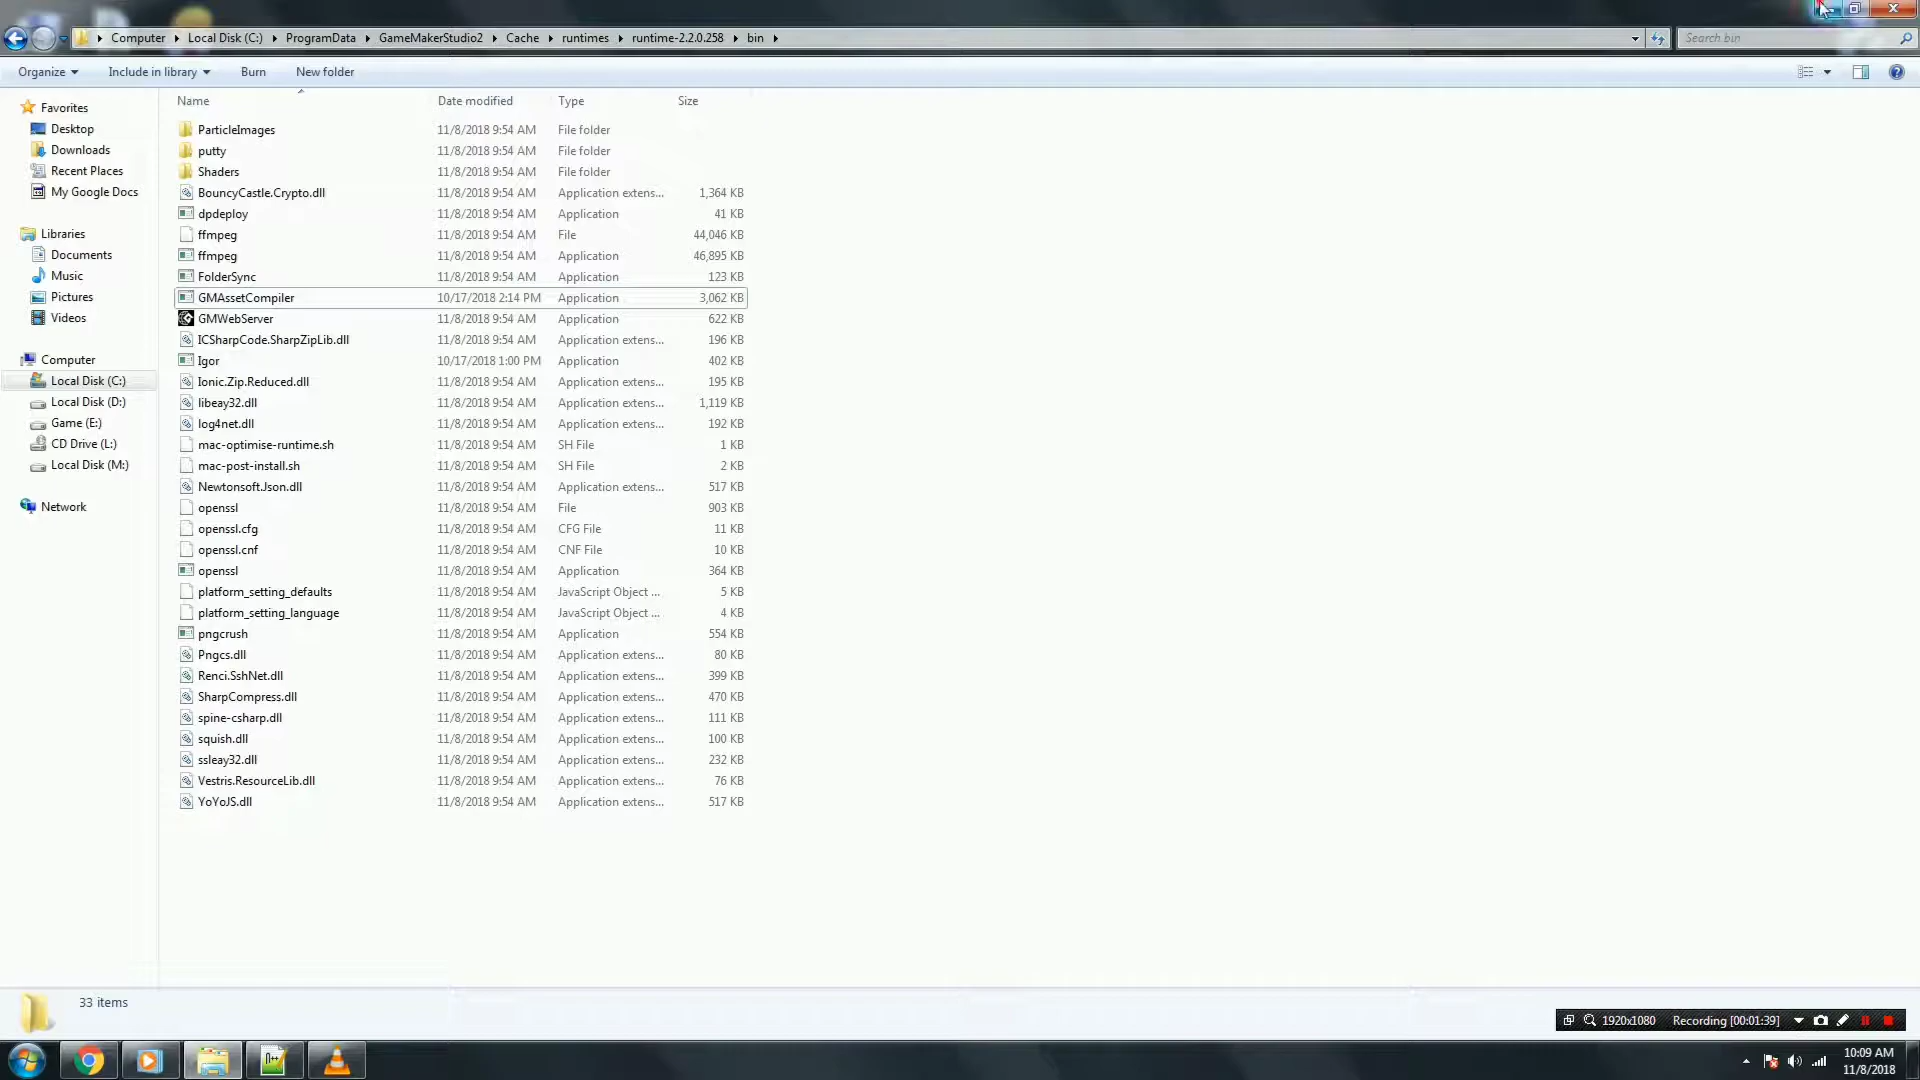 Computer Local Disk (C:) ProgramData GameMakerStudio2 Cache runtimes runtime-2.2.0.258 bin Search bin
Organize Include in library Burn New folder
Name Date modified Type Size
Favorites
Desktop
Downloads
Recent Places
My Google Docs
Libraries
Documents
Music
Pictures
Videos
Computer
Local Disk (C:)
Local Disk (D:)
Game (E:)
CD Drive (L:)
Local Disk (M:)
Network
ParticleImages 11/8/2018 9:54 AM File folder
putty 11/8/2018 9:54 AM File folder
Shaders 11/8/2018 9:54 AM File folder
BouncyCastle.Crypto.dll 11/8/2018 9:54 AM Application extens... 1,364 KB
dpdeploy 11/8/2018 9:54 AM Application 41 KB
ffmpeg 11/8/2018 9:54 AM File 44,046 KB
ffmpeg 11/8/2018 9:54 AM Application 46,895 KB
FolderSync 11/8/2018 9:54 AM Application 123 KB
GMAssetCompiler 10/17/2018 2:14 PM Application 3,062 KB
GMWebServer 11/8/2018 9:54 AM Application 622 KB
ICSharpCode.SharpZipLib.dll 11/8/2018 9:54 AM Application extens... 196 KB
Igor 10/17/2018 1:00 PM Application 402 KB
Ionic.Zip.Reduced.dll 11/8/2018 9:54 AM Application extens... 195 KB
libeay32.dll 11/8/2018 9:54 AM Application extens... 1,119 KB
log4net.dll 11/8/2018 9:54 AM Application extens... 192 KB
mac-optimise-runtime.sh 11/8/2018 9:54 AM SH File 1 KB
mac-post-install.sh 11/8/2018 9:54 AM SH File 2 KB
Newtonsoft.Json.dll 11/8/2018 9:54 AM Application extens... 517 KB
openssl 11/8/2018 9:54 AM File 903 KB
openssl.cfg 11/8/2018 9:54 AM CFG File 11 KB
openssl.cnf 11/8/2018 9:54 AM CNF File 10 KB
openssl 11/8/2018 9:54 AM Application 364 KB
platform_setting_defaults 11/8/2018 9:54 AM JavaScript Object ... 5 KB
platform_setting_language 11/8/2018 9:54 AM JavaScript Object ... 4 KB
pngcrush 11/8/2018 9:54 AM Application 554 KB
Pngcs.dll 11/8/2018 9:54 AM Application extens... 80 KB
Renci.SshNet.dll 11/8/2018 9:54 AM Application extens... 399 KB
SharpCompress.dll 11/8/2018 9:54 AM Application extens... 470 KB
spine-csharp.dll 11/8/2018 9:54 AM Application extens... 111 KB
squish.dll 11/8/2018 9:54 AM Application extens... 100 KB
ssleay32.dll 11/8/2018 9:54 AM Application extens... 232 KB
Vestris.ResourceLib.dll 11/8/2018 9:54 AM Application extens... 76 KB
YoYoJS.dll 11/8/2018 9:54 AM Application extens... 517 KB
33 items
1920x1080 Recording [00:01:39]
10:09 AM
11/8/2018